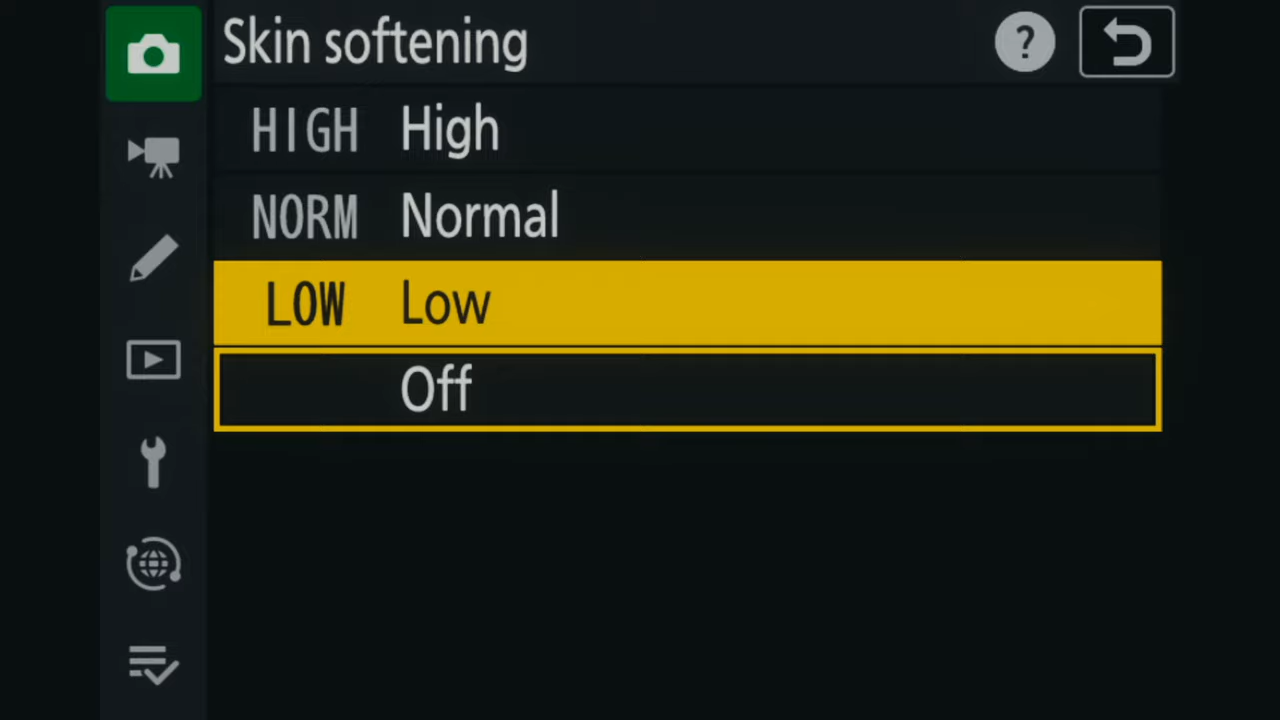 Skin softening
?
HIGH High
NORM Normal
LOW Low
Off